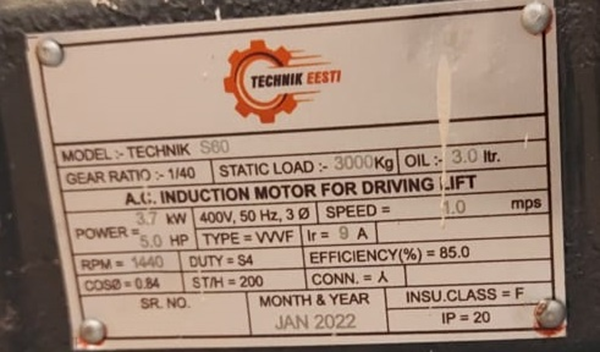 TECHNIK EESTI
MODEL :- TECHNIK S60
GEAR RATIO :- 1/40 STATIC LOAD :- 3000Kg OIL :- 3.0 ltr.
A.C. INDUCTION MOTOR FOR DRIVING LIFT
POWER = 3.7 kW 400V, 50 Hz, 3 Ø SPEED = 1.0 mps
5.0 HP TYPE = VVVF Ir = 9 A
RPM = 1440 DUTY = S4 EFFICIENCY(%) = 85.0
COSØ = 0.84 ST/H = 200 CONN. = ⅄
SR. NO. MONTH & YEAR INSU.CLASS = F
JAN 2022 IP = 20